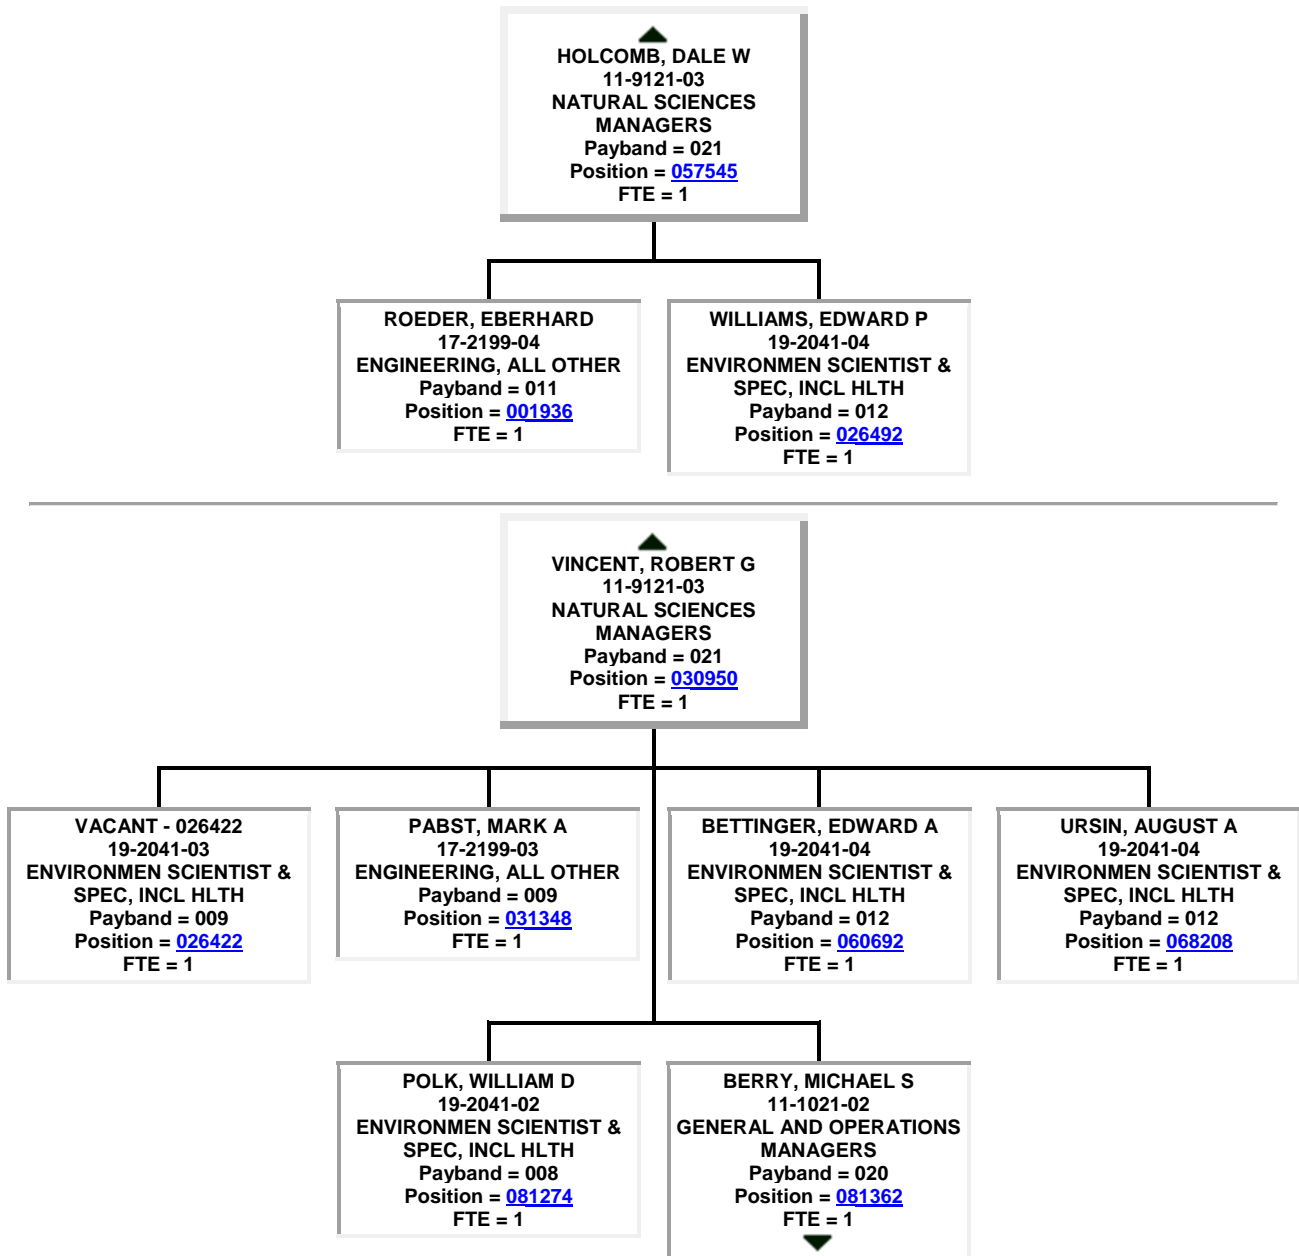 HOLCOMB, DALE W
11-9121-03
NATURAL SCIENCES
MANAGERS
Payband = 021
Position = 057545
FTE = 1
ROEDER, EBERHARD
17-2199-04
ENGINEERING, ALL OTHER
Payband = 011
Position = 001936
FTE = 1
WILLIAMS, EDWARD P
19-2041-04
ENVIRONMEN SCIENTIST &
SPEC, INCL HLTH
Payband = 012
Position = 026492
FTE = 1
VINCENT, ROBERT G
11-9121-03
NATURAL SCIENCES
MANAGERS
Payband = 021
Position = 030950
FTE = 1
VACANT - 026422
19-2041-03
ENVIRONMEN SCIENTIST &
SPEC, INCL HLTH
Payband = 009
Position = 026422
FTE = 1
PABST, MARK A
17-2199-03
ENGINEERING, ALL OTHER
Payband = 009
Position = 031348
FTE = 1
BETTINGER, EDWARD A
19-2041-04
ENVIRONMEN SCIENTIST &
SPEC, INCL HLTH
Payband = 012
Position = 060692
FTE = 1
URSIN, AUGUST A
19-2041-04
ENVIRONMEN SCIENTIST &
SPEC, INCL HLTH
Payband = 012
Position = 068208
FTE = 1
POLK, WILLIAM D
19-2041-02
ENVIRONMEN SCIENTIST &
SPEC, INCL HLTH
Payband = 008
Position = 081274
FTE = 1
BERRY, MICHAEL S
11-1021-02
GENERAL AND OPERATIONS
MANAGERS
Payband = 020
Position = 081362
FTE = 1